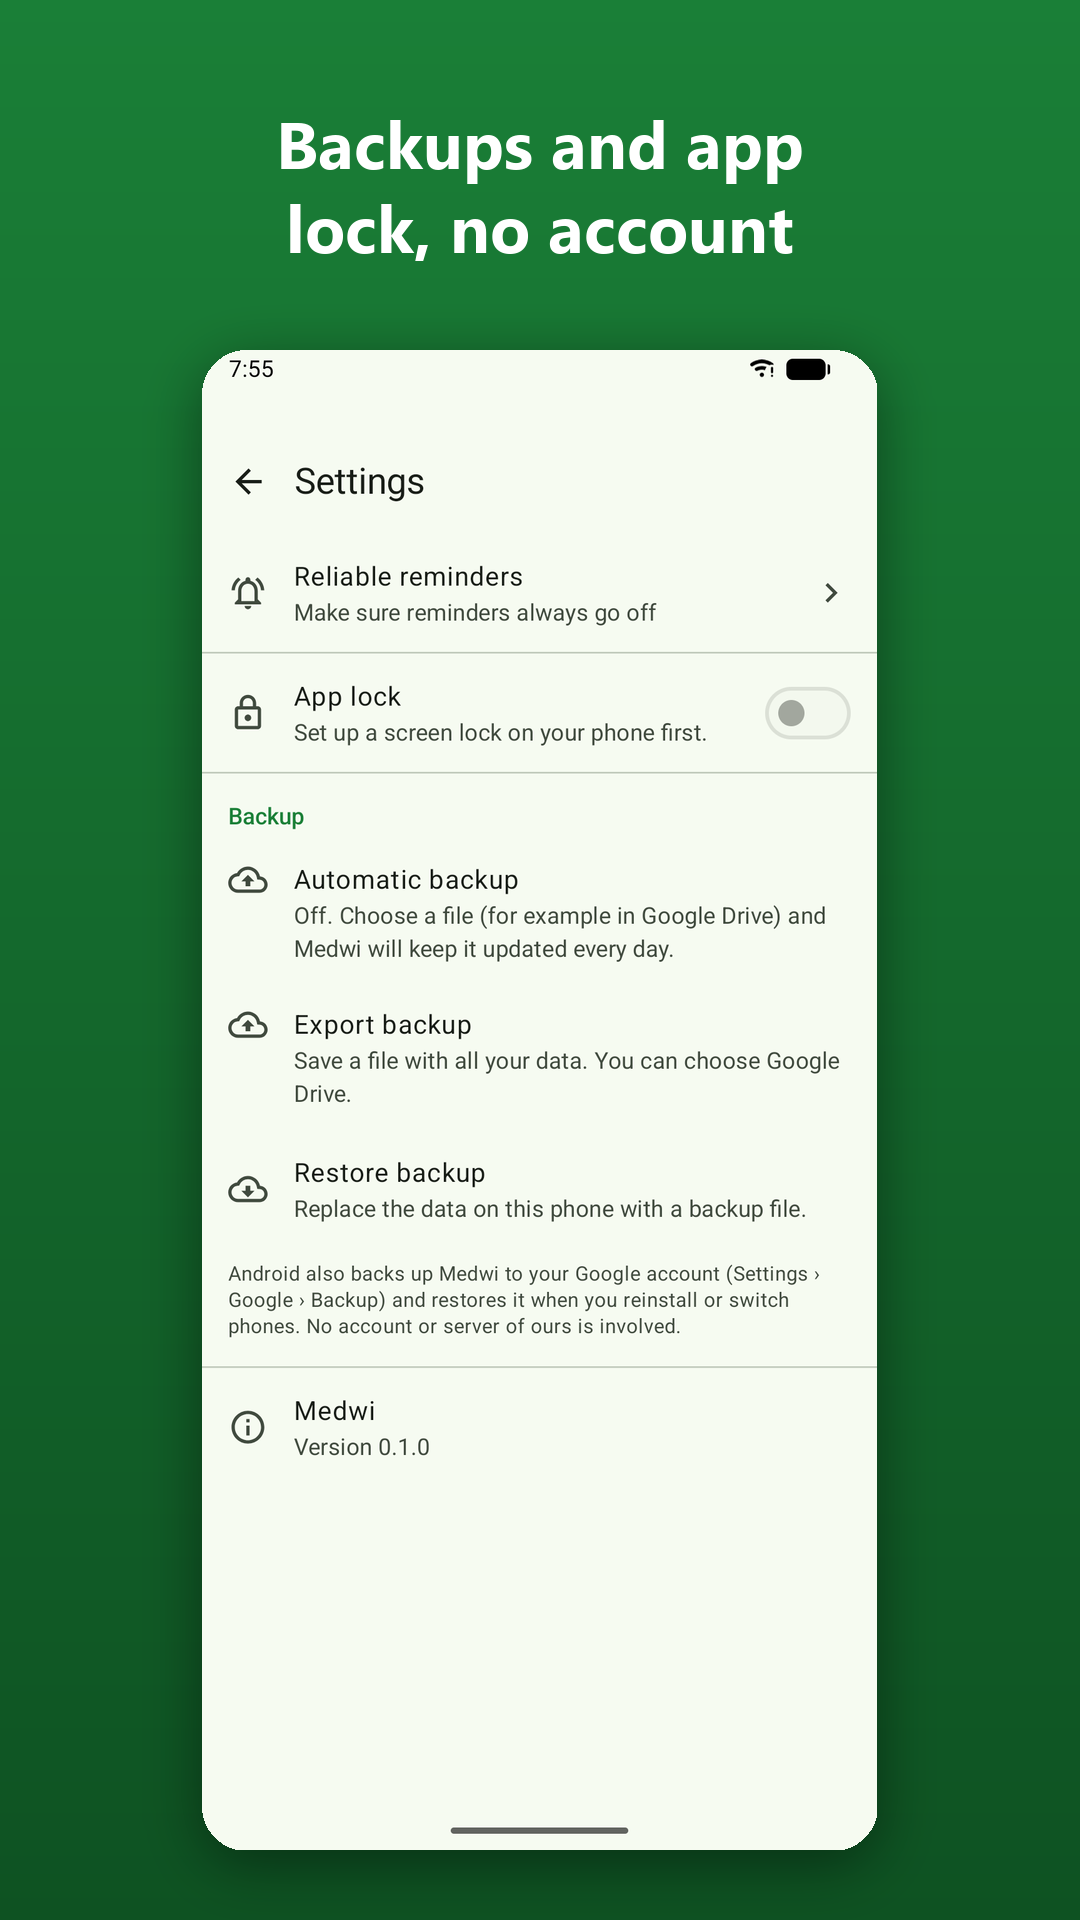 Backups and app
lock, no account
7:55
Settings
Reliable reminders
Make sure reminders always go off
App lock
Set up a screen lock on your phone first.
Backup
Automatic backup
Off. Choose a file (for example in Google Drive) and
Medwi will keep it updated every day.
Export backup
Save a file with all your data. You can choose Google
Drive.
Restore backup
Replace the data on this phone with a backup file.
Android also backs up Medwi to your Google account (Settings ›
Google › Backup) and restores it when you reinstall or switch
phones. No account or server of ours is involved.
Medwi
Version 0.1.0